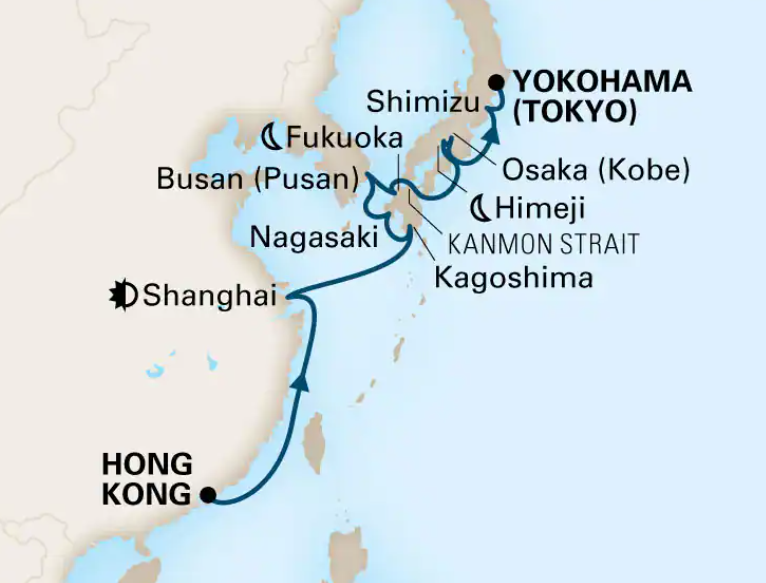 YOKOHAMA
(TOKYO)
Shimizu
Fukuoka
Osaka (Kobe)
Busan (Pusan)
Himeji
Nagasaki
KANMON STRAIT
Kagoshima
Shanghai
HONG
KONG